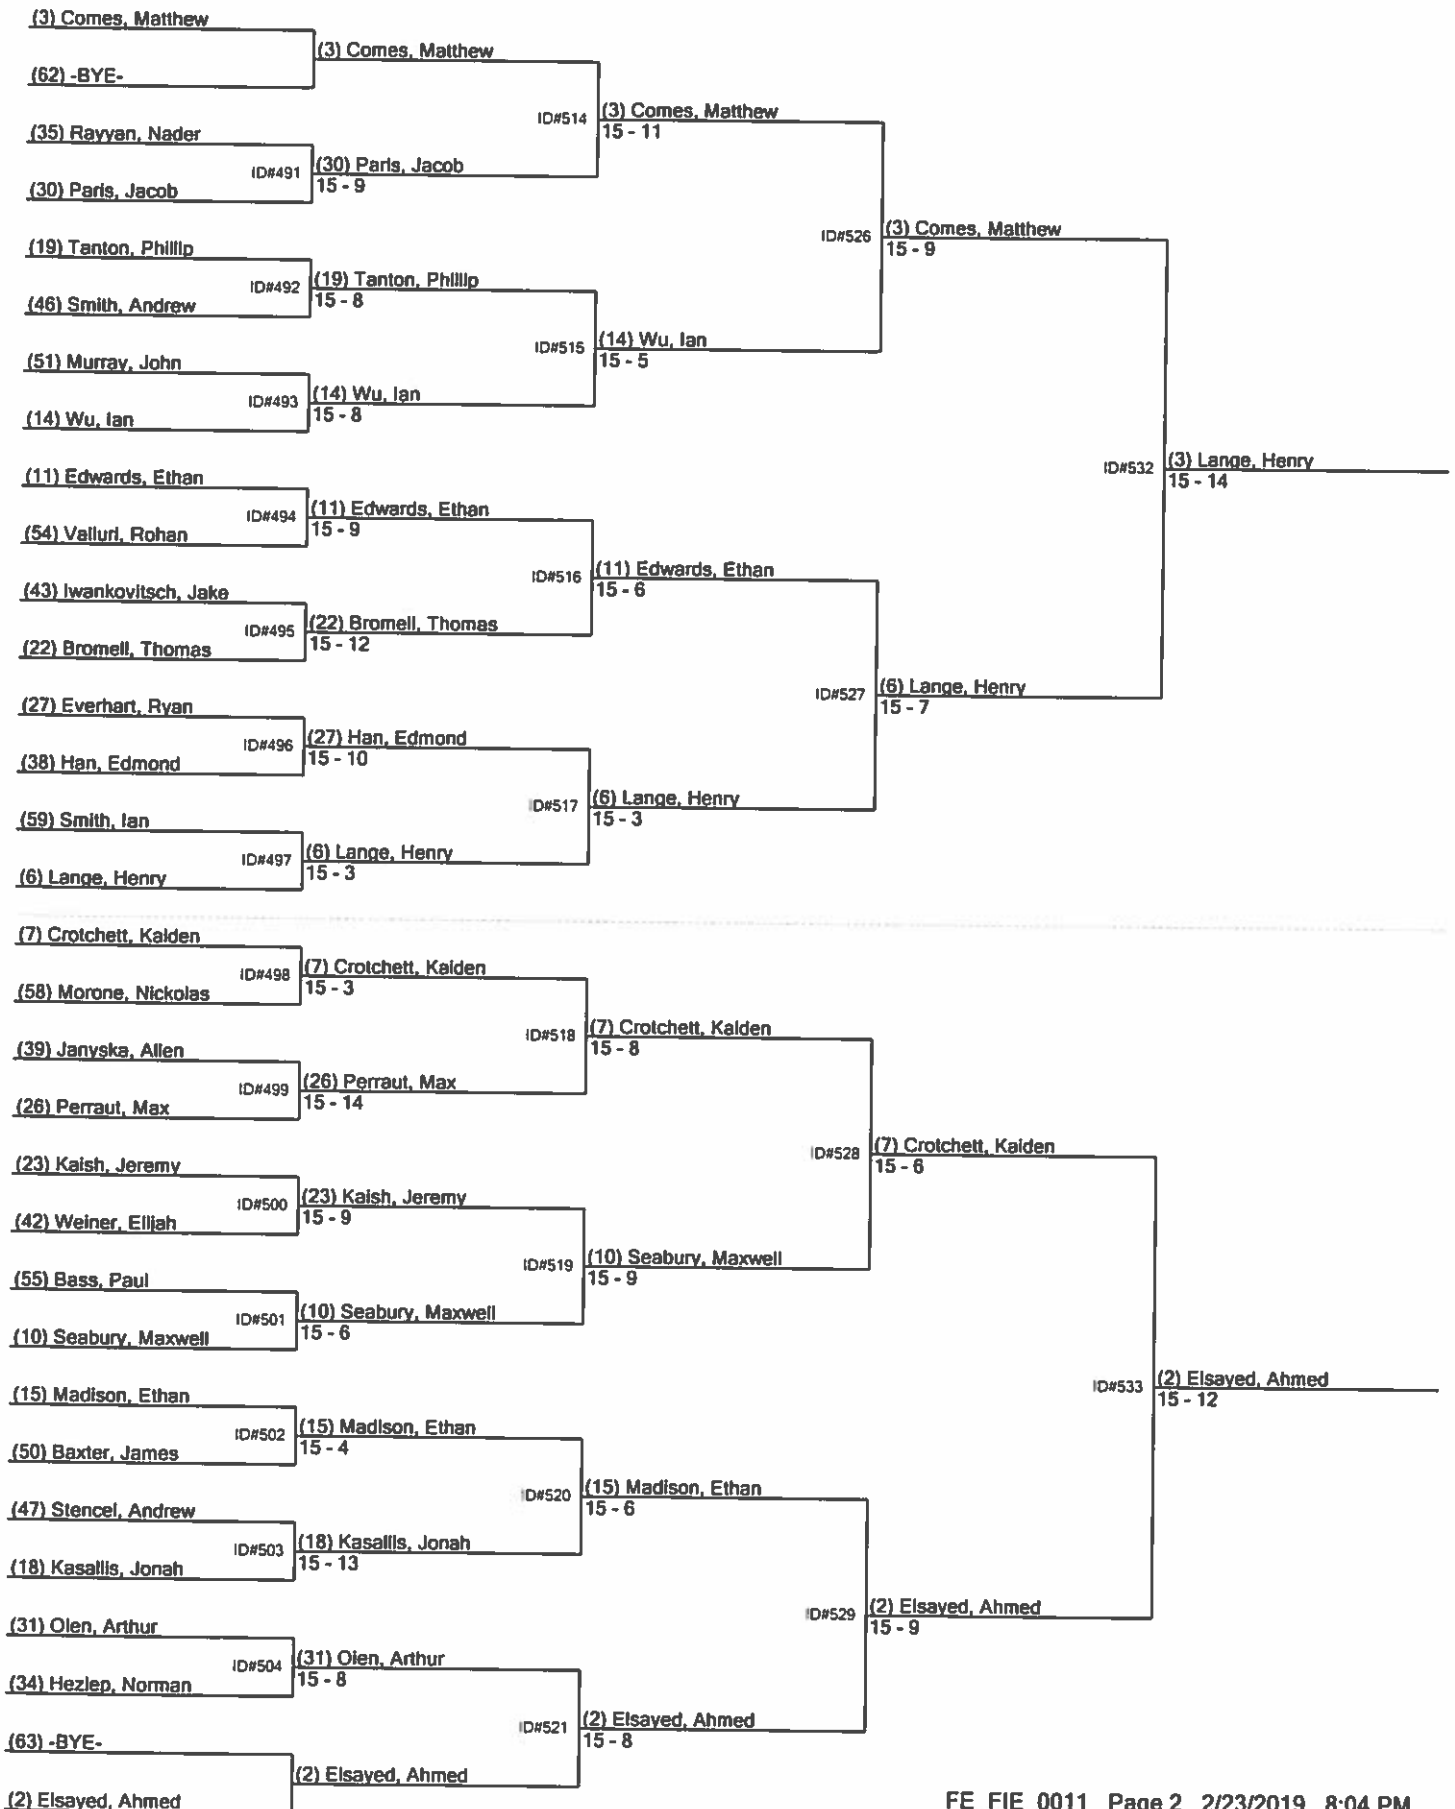 (3) Comes, Matthew
(3) Comes, Matthew
(62) -BYE-
ID#514
(3) Comes, Matthew
15 - 11
(35) Rayyan, Nader
ID#491
(30) Paris, Jacob
15 - 9
(30) Paris, Jacob
ID#526
(3) Comes, Matthew
15 - 9
(19) Tanton, Phillip
ID#492
(19) Tanton, Phillip
15 - 8
(46) Smith, Andrew
ID#515
(14) Wu, Ian
15 - 5
(51) Murray, John
ID#493
(14) Wu, Ian
15 - 8
(14) Wu, Ian
ID#532
(3) Lange, Henry
15 - 14
(11) Edwards, Ethan
ID#494
(11) Edwards, Ethan
15 - 9
(54) Valluri, Rohan
ID#516
(11) Edwards, Ethan
15 - 6
(43) Iwankovitsch, Jake
ID#495
(22) Bromell, Thomas
15 - 12
(22) Bromell, Thomas
ID#527
(6) Lange, Henry
15 - 7
(27) Everhart, Ryan
ID#496
(27) Han, Edmond
15 - 10
(38) Han, Edmond
ID#517
(6) Lange, Henry
15 - 3
(59) Smith, Ian
ID#497
(6) Lange, Henry
15 - 3
(6) Lange, Henry
(7) Crotchett, Kaiden
ID#498
(7) Crotchett, Kaiden
15 - 3
(58) Morone, Nickolas
ID#518
(7) Crotchett, Kaiden
15 - 8
(39) Janyska, Allen
ID#499
(26) Perraut, Max
15 - 14
(26) Perraut, Max
ID#528
(7) Crotchett, Kaiden
15 - 6
(23) Kaish, Jeremy
ID#500
(23) Kaish, Jeremy
15 - 9
(42) Weiner, Elijah
ID#519
(10) Seabury, Maxwell
15 - 9
(55) Bass, Paul
ID#501
(10) Seabury, Maxwell
15 - 6
(10) Seabury, Maxwell
ID#533
(2) Elsayed, Ahmed
15 - 12
(15) Madison, Ethan
ID#502
(15) Madison, Ethan
15 - 4
(50) Baxter, James
ID#520
(15) Madison, Ethan
15 - 6
(47) Stencel, Andrew
ID#503
(18) Kasallis, Jonah
15 - 13
(18) Kasallis, Jonah
ID#529
(2) Elsayed, Ahmed
15 - 9
(31) Olen, Arthur
ID#504
(31) Olen, Arthur
15 - 8
(34) Hezlep, Norman
ID#521
(2) Elsayed, Ahmed
15 - 8
(63) -BYE-
(2) Elsayed, Ahmed
(2) Elsayed, Ahmed
FE_FIE_0011 Page 2 2/23/2019 8:04 PM